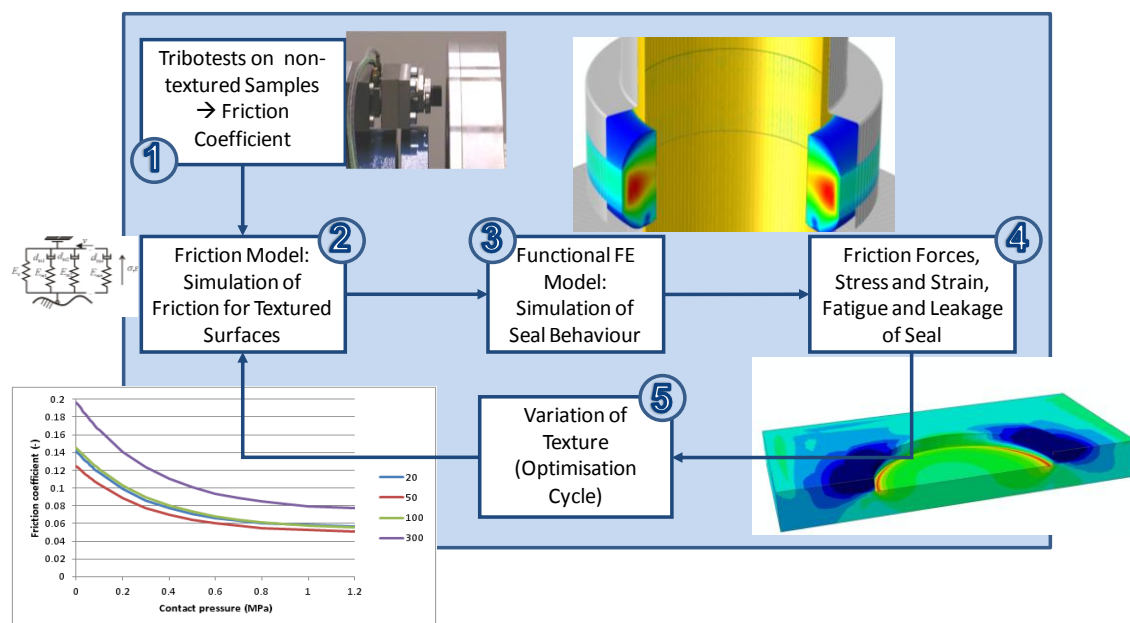 Tribotests on non-
textured Samples
→ Friction
Coefficient
1
Friction Model:
Simulation of
Friction for Textured
Surfaces
2
3
Functional FE
Model:
Simulation of
Seal Behaviour
4
Friction Forces,
Stress and Strain,
Fatigue and Leakage
of Seal
5
Variation of
Texture
(Optimisation
Cycle)
Friction coefficient (-)
0.2
0.18
0.16
0.14
0.12
0.1
0.08
0.06
0.04
0.02
0
0
0.2
0.4
0.6
0.8
1
1.2
Contact pressure (MPa)
20
50
100
300